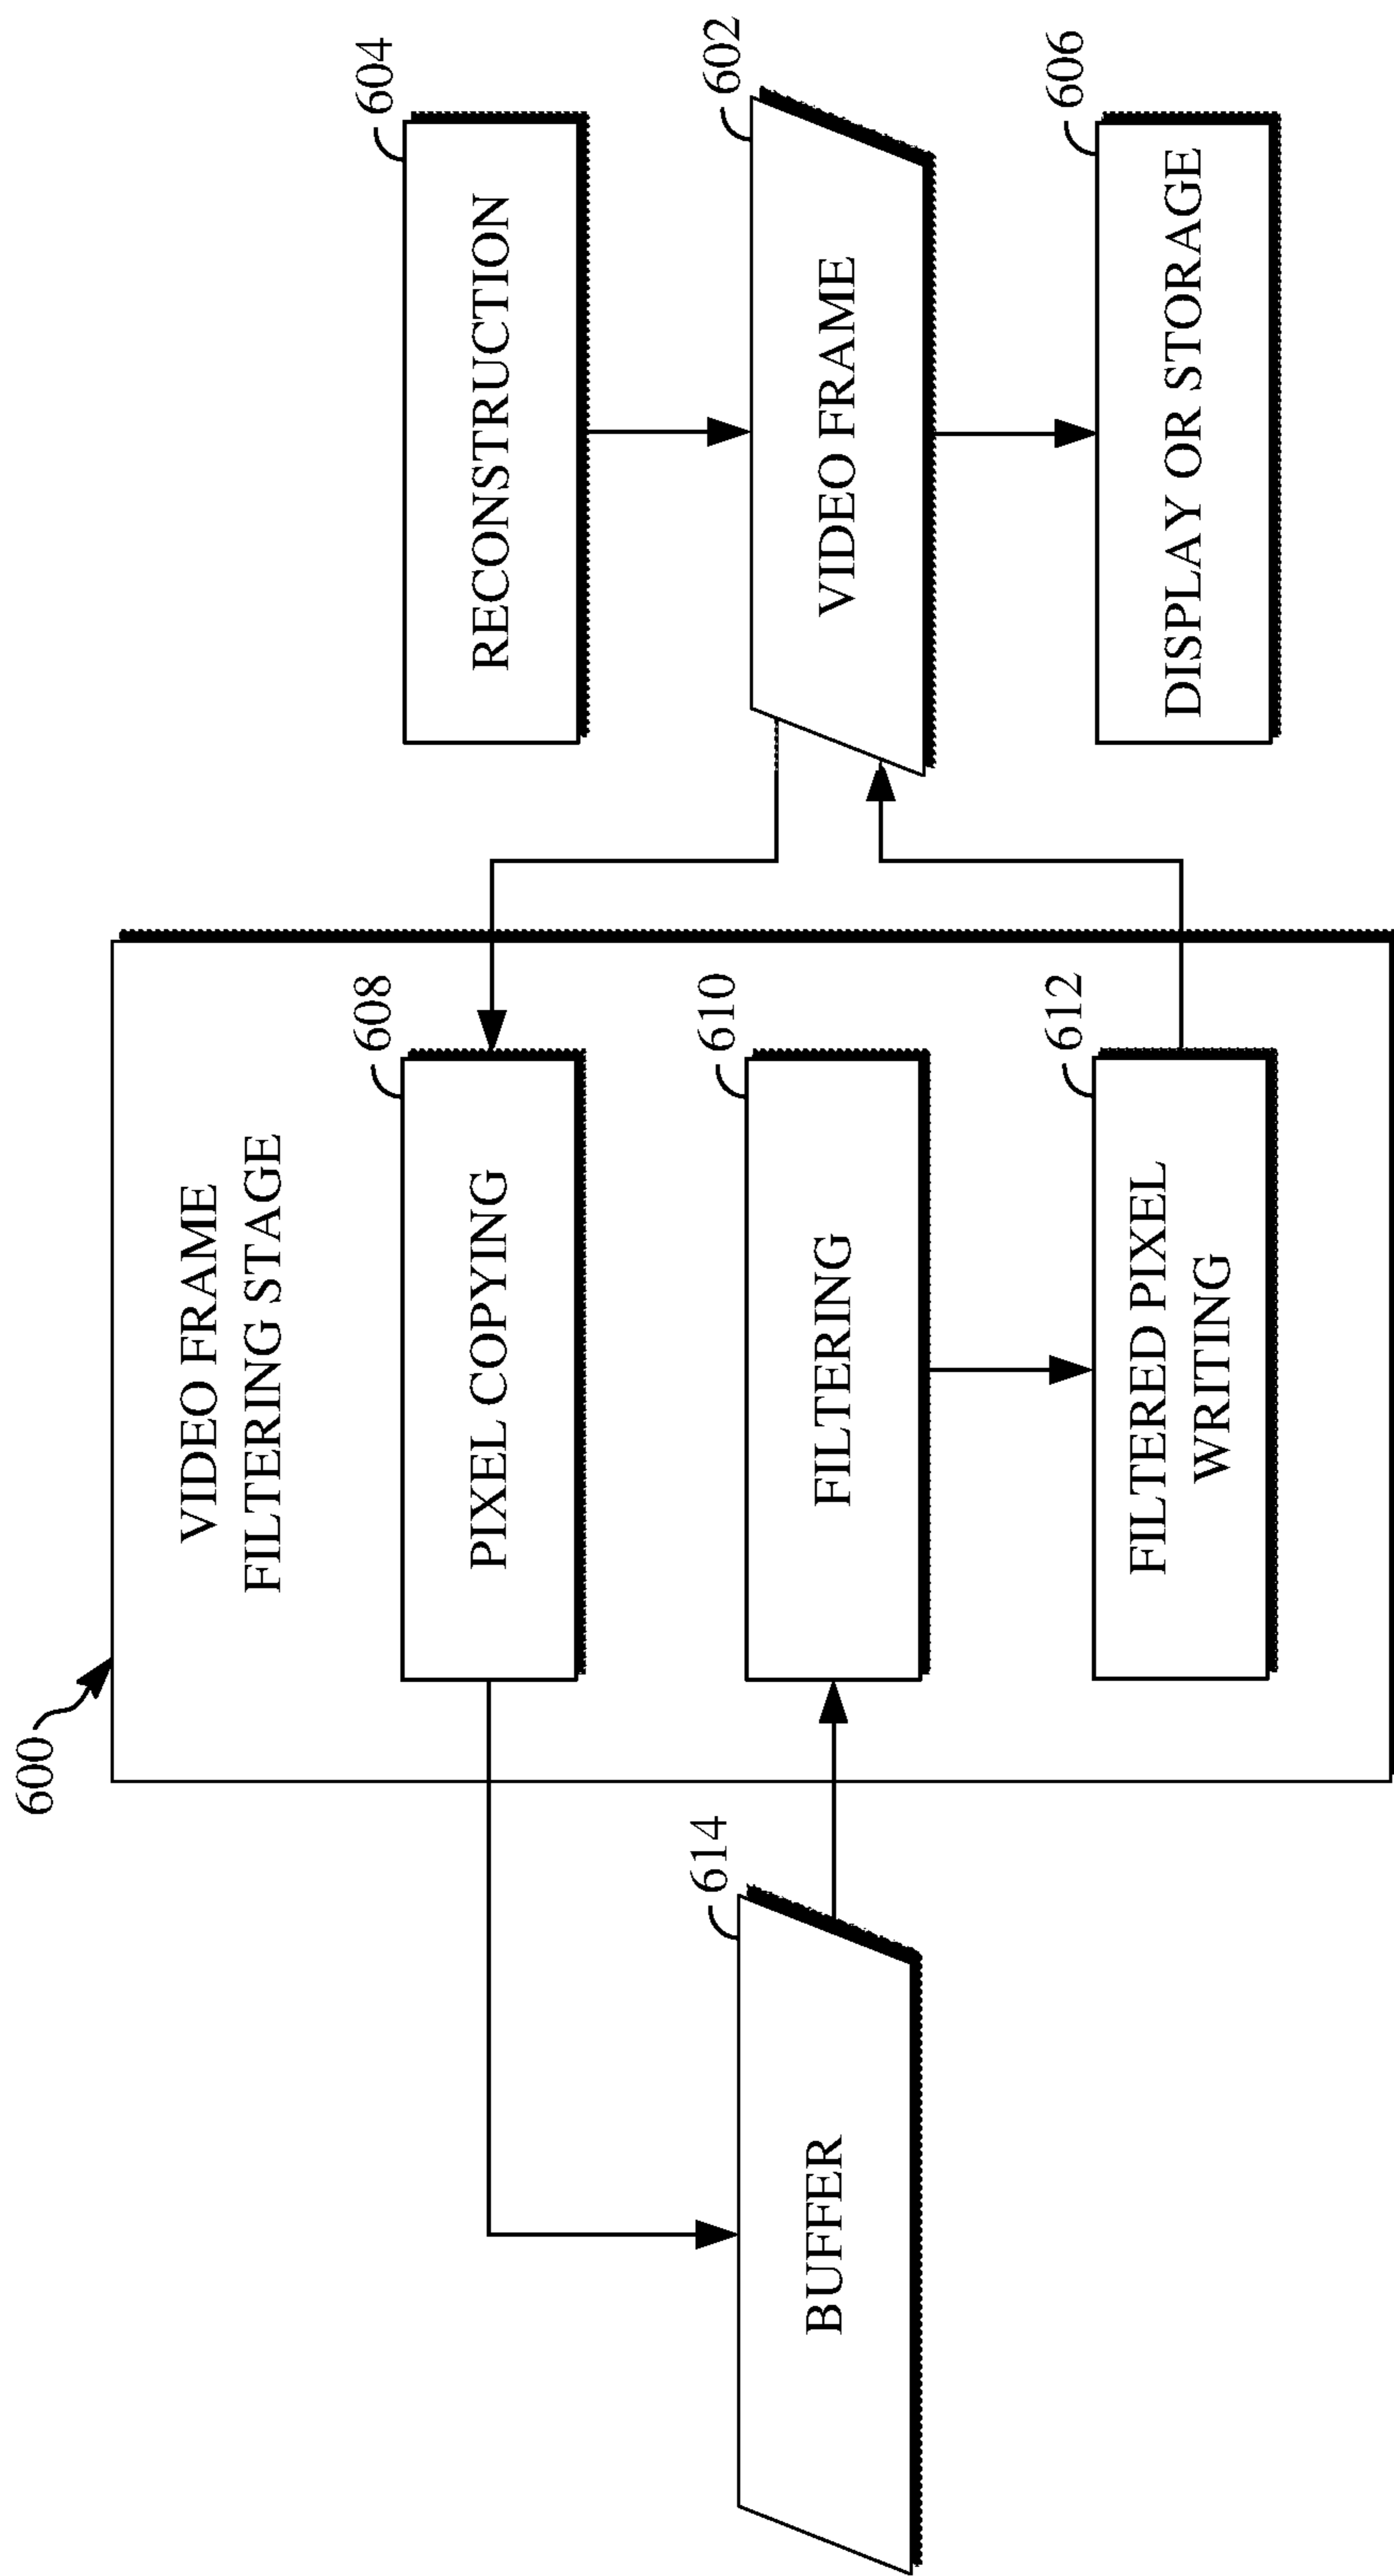 600
VIDEO FRAME
FILTERING STAGE
614
BUFFER
608
PIXEL COPYING
610
FILTERING
612
FILTERED PIXEL
WRITING
604
RECONSTRUCTION
602
VIDEO FRAME
606
DISPLAY OR STORAGE